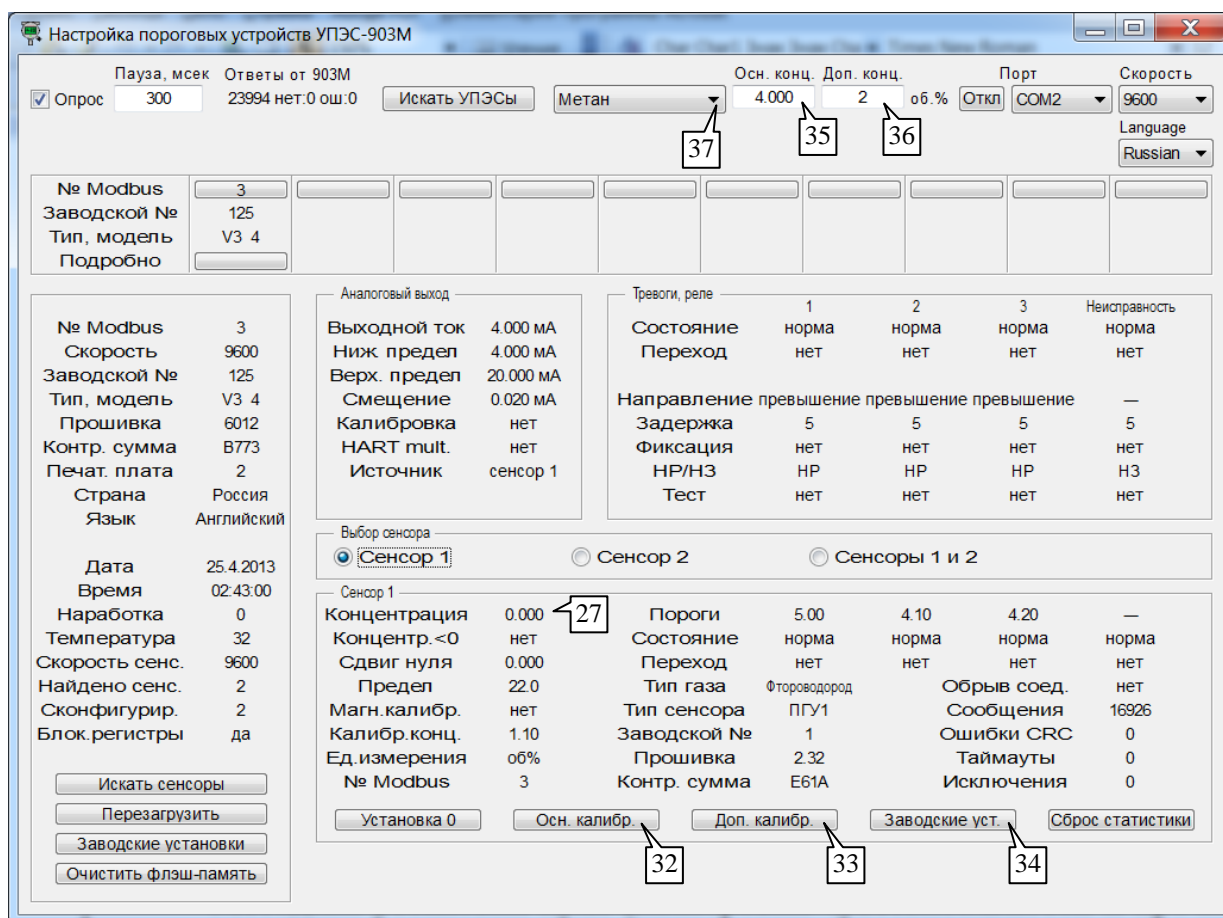 Настройка пороговых устройств УПЭС-903М
Пауза, мсек Ответы от 903М Осн. конц. Доп. конц. Порт Скорость
Опрос 300 23994 нет:0 ош:0 Искать УПЭСы Метан 4.000 2 об.% Откл COM2 9600
37 35 36 Language
Russian
№ Modbus 3
Заводской № 125
Тип, модель V3 4
Подробно
№ Modbus 3
Скорость 9600
Заводской № 125
Тип, модель V3 4
Прошивка 6012
Контр. сумма B773
Печат. плата 2
Страна Россия
Язык Английский
Дата 25.4.2013
Время 02:43:00
Наработка 0
Температура 32
Скорость сенс. 9600
Найдено сенс. 2
Сконфигурир. 2
Блок.регистры да
Искать сенсоры
Перезагрузить
Заводские установки
Очистить флэш-память
Аналоговый выход
Выходной ток 4.000 мА
Ниж. предел 4.000 мА
Верх. предел 20.000 мА
Смещение 0.020 мА
Калибровка нет
HART mult. нет
Источник сенсор 1
Тревоги, реле
1 2 3 Неисправность
Состояние норма норма норма норма
Переход нет нет нет нет
Направление превышение превышение превышение —
Задержка 5 5 5 5
Фиксация нет нет нет нет
НР/НЗ НР НР НР НЗ
Тест нет нет нет нет
Выбор сенсора
Сенсор 1 Сенсор 2 Сенсоры 1 и 2
Сенсор 1
Концентрация 0.000 27 Пороги 5.00 4.10 4.20 —
Концентр.<0 нет Состояние норма норма норма норма
Сдвиг нуля 0.000 Переход нет нет нет нет
Предел 22.0 Тип газа Фтороводород Обрыв соед. нет
Магн.калибр. нет Тип сенсора ПГУ1 Сообщения 16926
Калибр.конц. 1.10 Заводской № 1 Ошибки CRC 0
Ед.измерения об% Прошивка 2.32 Таймауты 0
№ Modbus 3 Контр. сумма E61A Исключения 0
Установка 0 Осн. калибр. Доп. калибр. Заводские уст. Сброс статистики
32 33 34